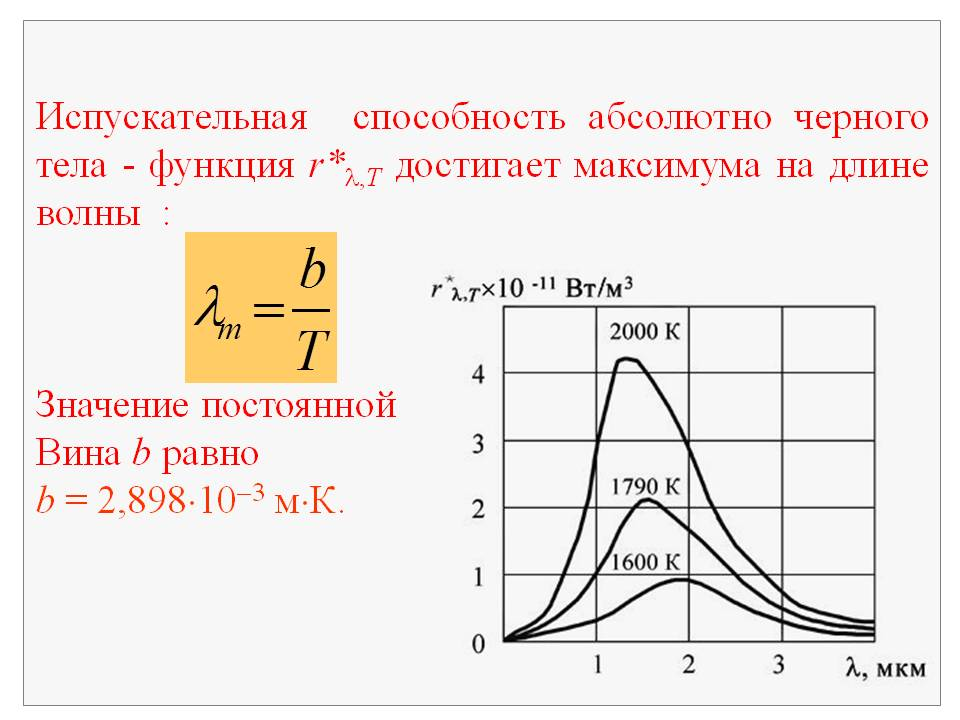 Испускательная способность абсолютно черного
тела - функция r*λ,T достигает максимума на длине
волны :
λm = b/T
Значение постоянной
Вина b равно
b = 2,898·10⁻³ м·К.
r*λ,T×10 -11 Вт/м³
2000 К
4
3
1790 К
2
1600 К
1
0
1 2 3 λ, мкм